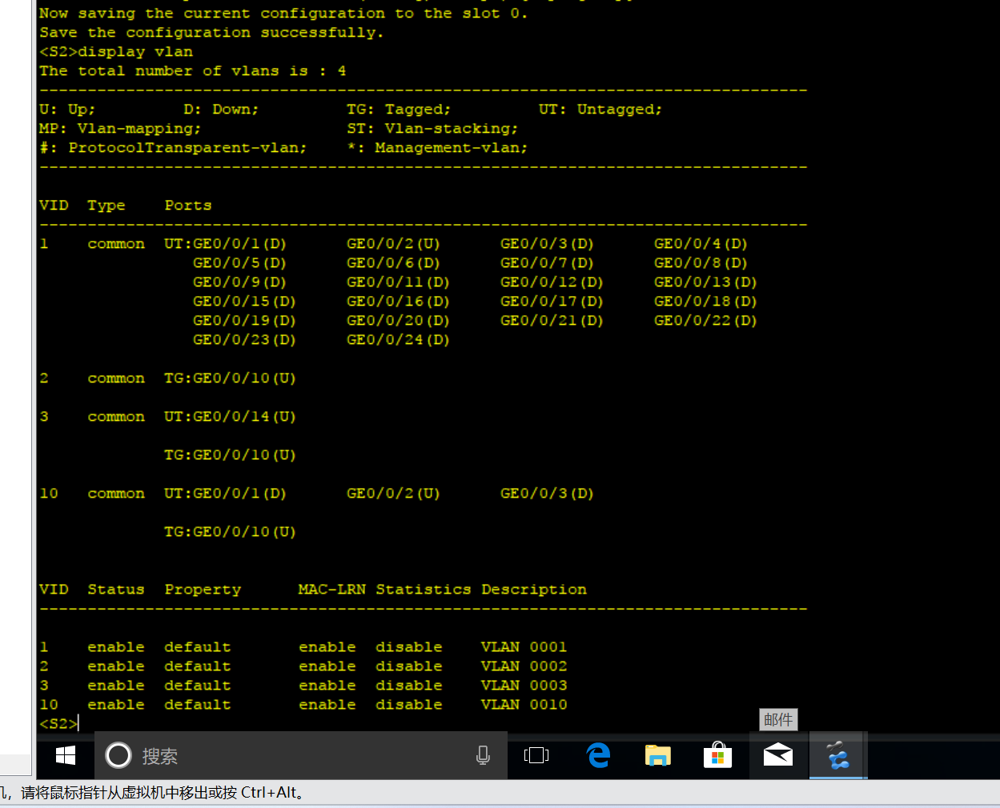 Now saving the current configuration to the slot 0.
Save the configuration successfully.
<S2>display vlan
The total number of vlans is : 4
--------------------------------------------------------------------------------
U: Up;         D: Down;         TG: Tagged;         UT: Untagged;
MP: Vlan-mapping;               ST: Vlan-stacking;
#: ProtocolTransparent-vlan;    *: Management-vlan;
--------------------------------------------------------------------------------
VID  Type    Ports
--------------------------------------------------------------------------------
1    common  UT:GE0/0/1(D)      GE0/0/2(U)      GE0/0/3(D)      GE0/0/4(D)
GE0/0/5(D)      GE0/0/6(D)      GE0/0/7(D)      GE0/0/8(D)
GE0/0/9(D)      GE0/0/11(D)     GE0/0/12(D)     GE0/0/13(D)
GE0/0/15(D)     GE0/0/16(D)     GE0/0/17(D)     GE0/0/18(D)
GE0/0/19(D)     GE0/0/20(D)     GE0/0/21(D)     GE0/0/22(D)
GE0/0/23(D)     GE0/0/24(D)
2    common  TG:GE0/0/10(U)
3    common  UT:GE0/0/14(U)
TG:GE0/0/10(U)
10   common  UT:GE0/0/1(D)      GE0/0/2(U)      GE0/0/3(D)
TG:GE0/0/10(U)
VID  Status  Property      MAC-LRN Statistics Description
--------------------------------------------------------------------------------
1    enable  default       enable  disable    VLAN 0001
2    enable  default       enable  disable    VLAN 0002
3    enable  default       enable  disable    VLAN 0003
10   enable  default       enable  disable    VLAN 0010
<S2>
邮件
搜索
机，请将鼠标指针从虚拟机中移出或按 Ctrl+Alt。